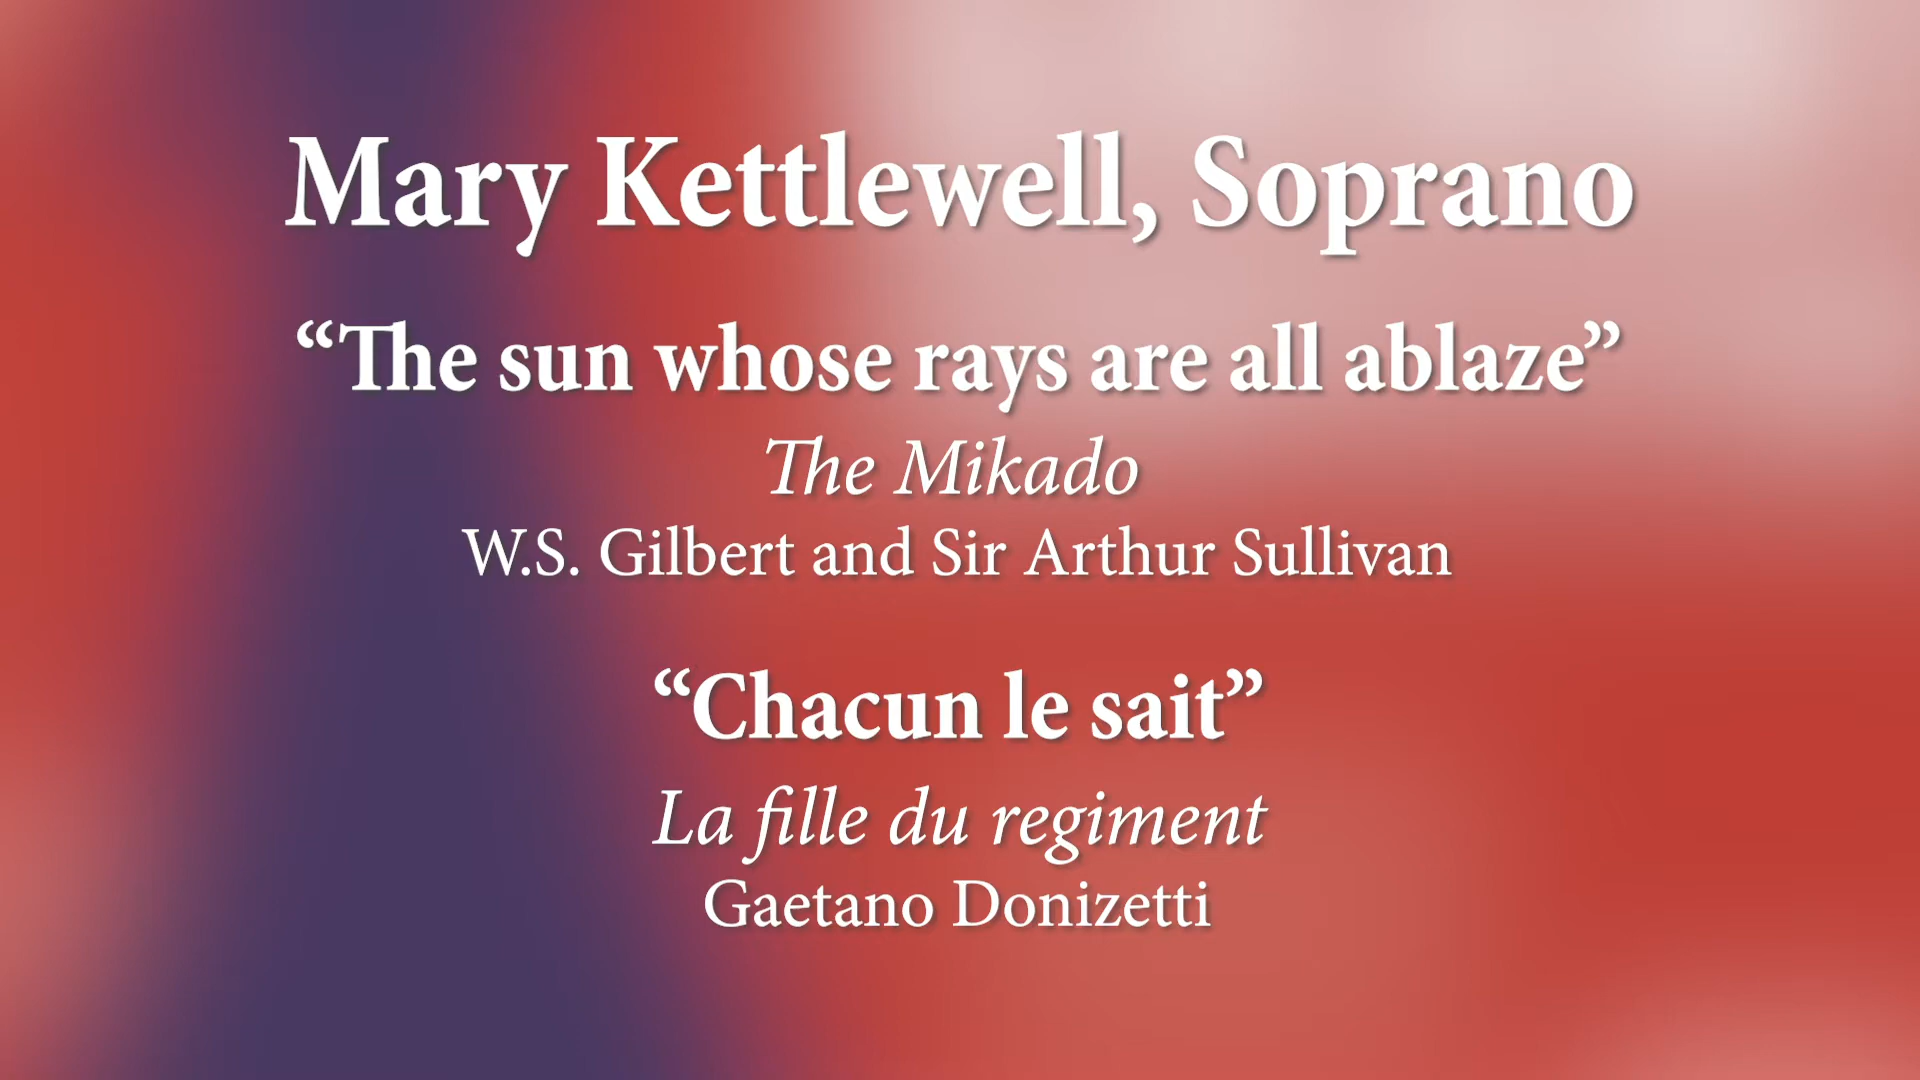 Mary Kettlewell, Soprano
“The sun whose rays are all ablaze”
The Mikado
W.S. Gilbert and Sir Arthur Sullivan
“Chacun le sait”
La fille du regiment
Gaetano Donizetti